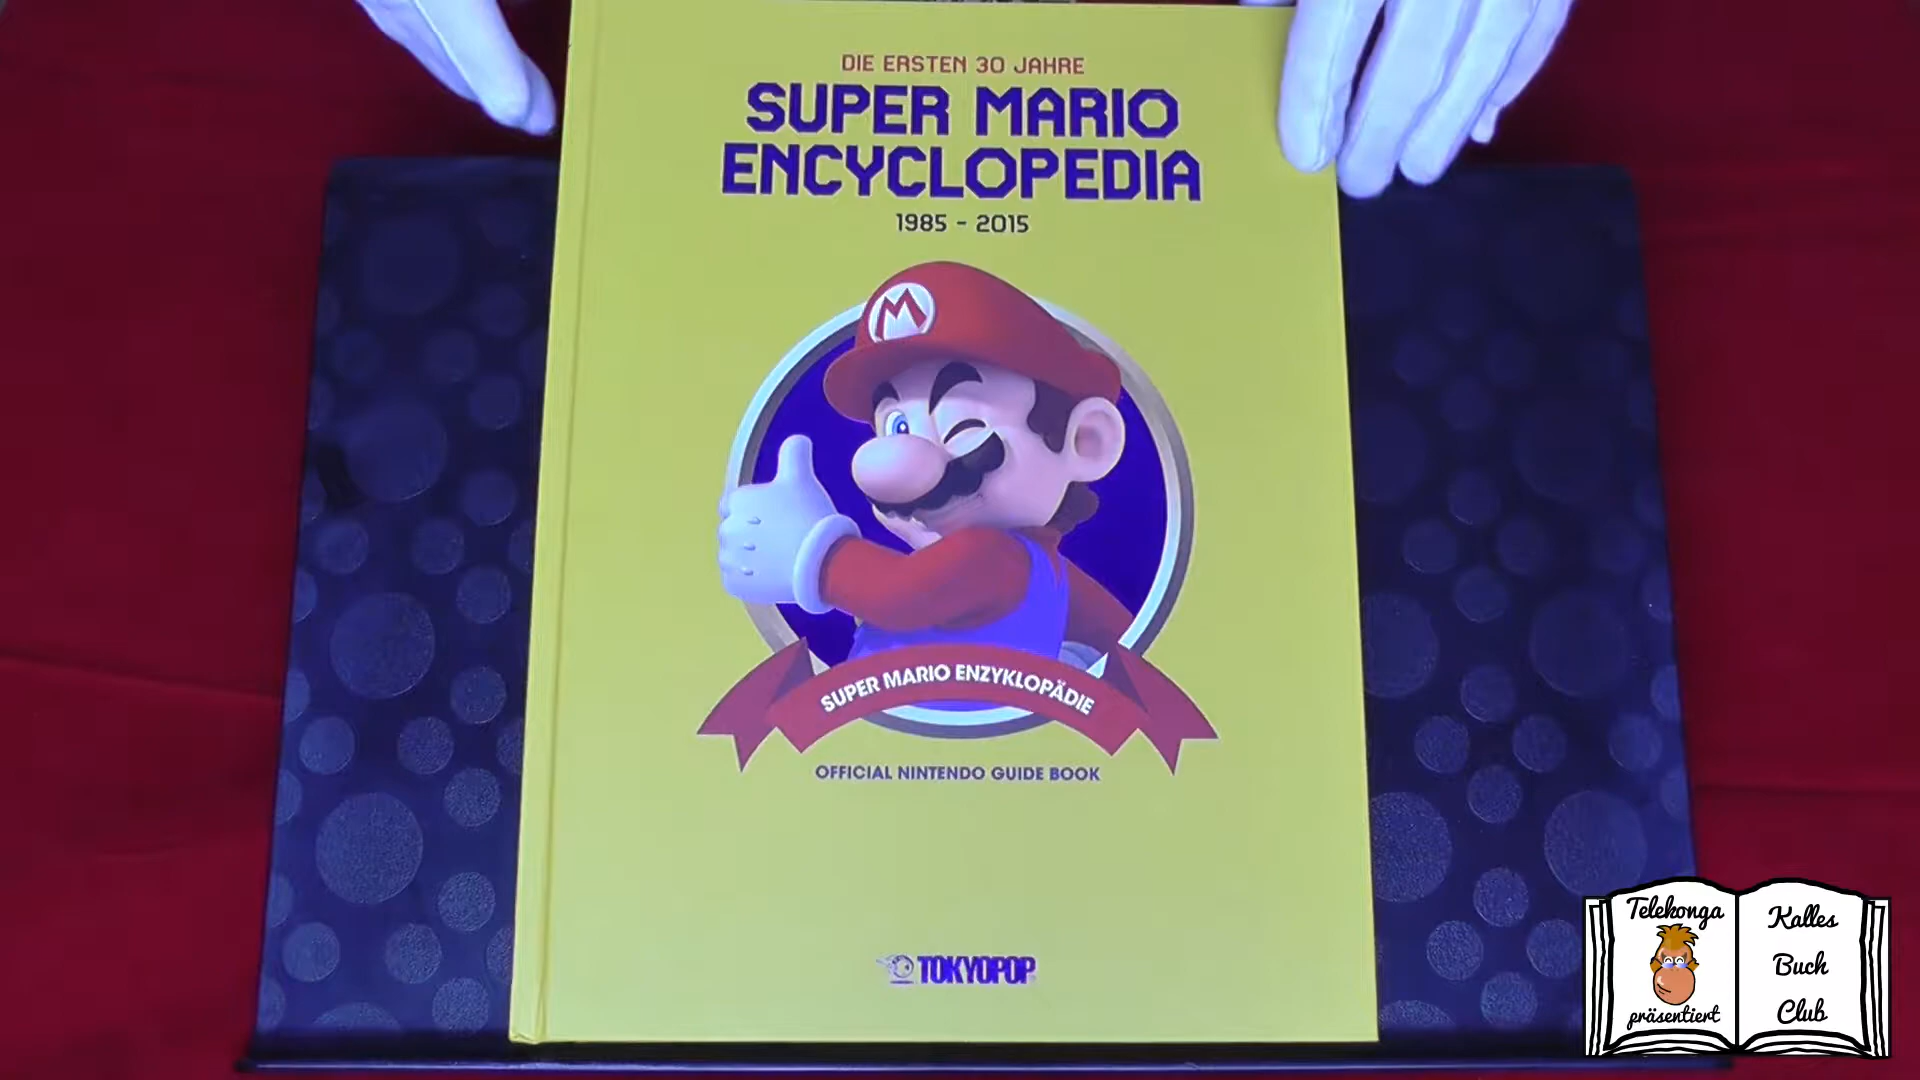 DIE ERSTEN 30 JAHRE
SUPER MARIO
ENCYCLOPEDIA
1985 - 2015
M
SUPER MARIO ENZYKLOPÄDIE
OFFICIAL NINTENDO GUIDE BOOK
TOKYOPOP
Telekonga
präsentiert
Kalles
Buch
Club